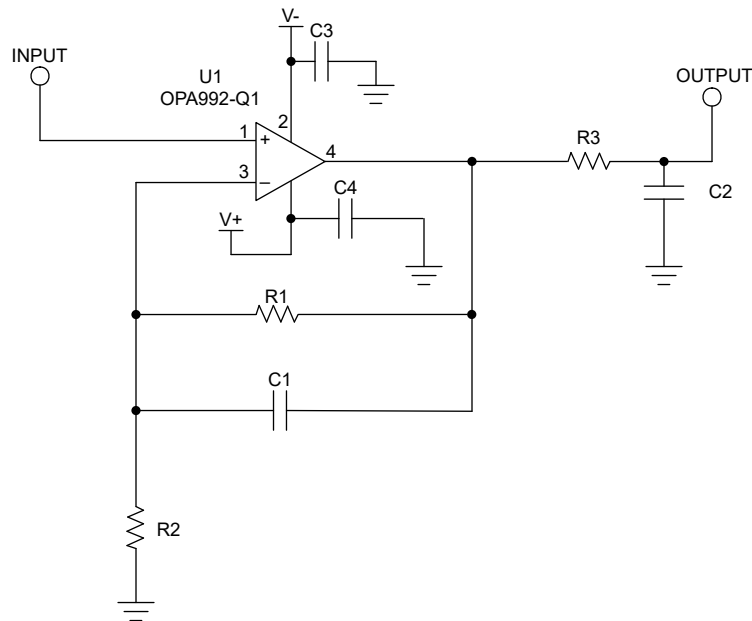 V-
C3
INPUT
U1
OPA992-Q1
OUTPUT
2
1
+
R3
4
3
−
C4
C2
V+
R1
C1
R2